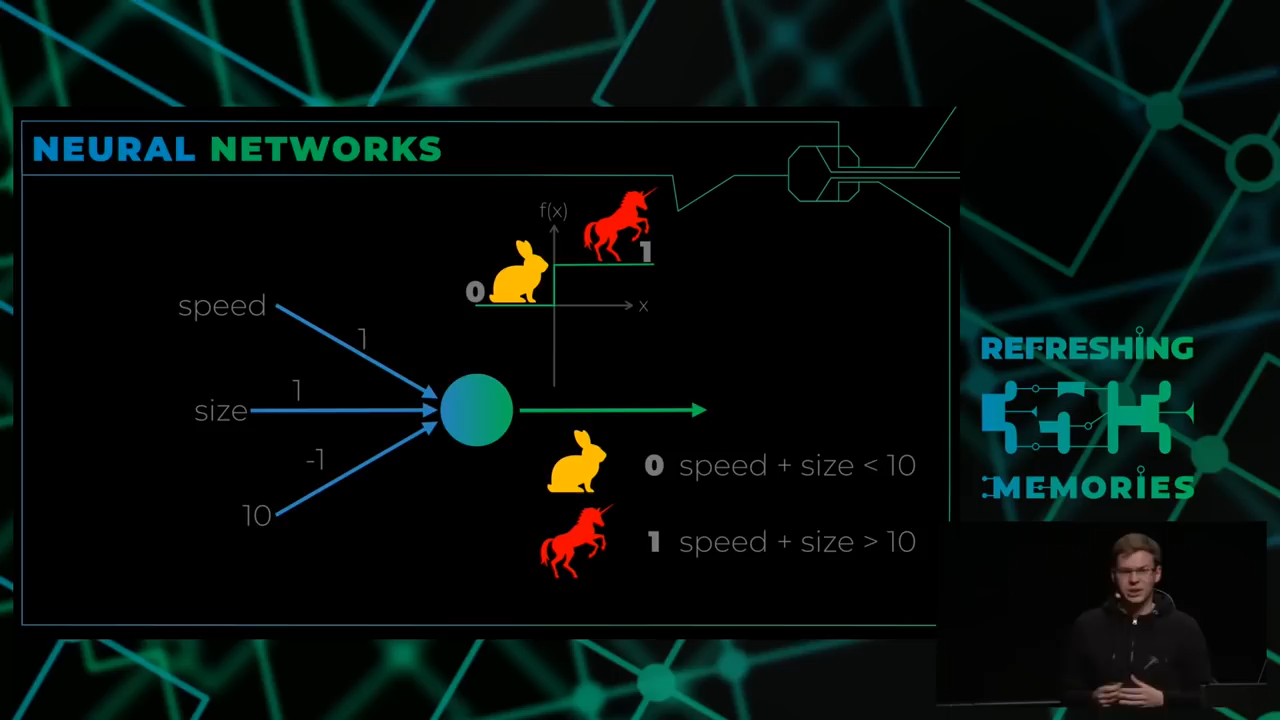 NEURAL NETWORKS
f(x)
1
0
x
speed
1
size
1
-1
10
0 speed + size < 10
1 speed + size > 10
REFRESHING
MEMORIES